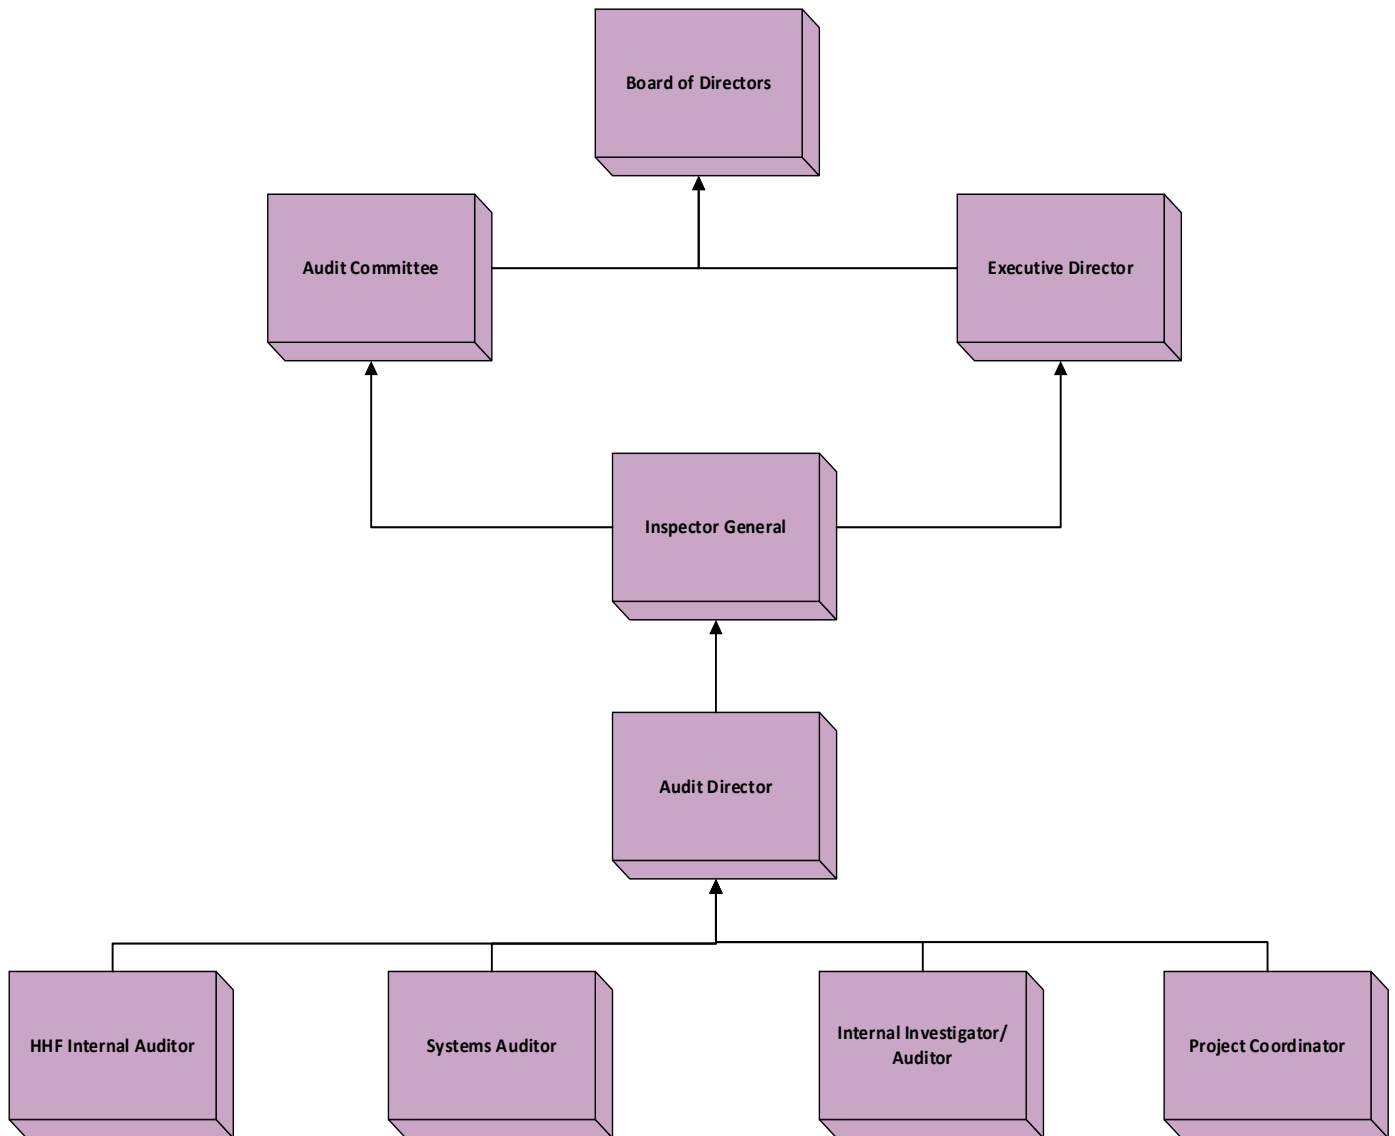 Board of Directors
Audit Committee
Executive Director
Inspector General
Audit Director
HHF Internal Auditor
Systems Auditor
Internal Investigator/
Auditor
Project Coordinator